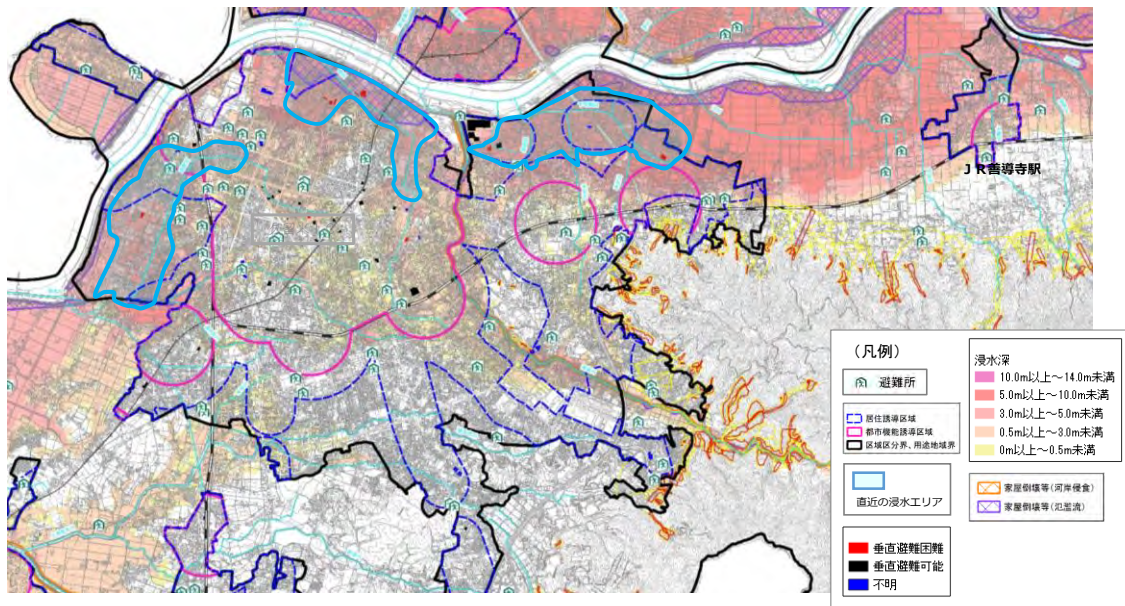 JR善導寺駅
(凡例)
避難所
居住誘導区域
都市機能誘導区域
区域区分界、用途地域界
直近の浸水エリア
垂直避難困難
垂直避難可能
不明
浸水深
10.0m以上～14.0m未満
5.0m以上～10.0m未満
3.0m以上～5.0m未満
0.5m以上～3.0m未満
0m以上～0.5m未満
家屋倒壊等(河岸侵食)
家屋倒壊等(氾濫流)